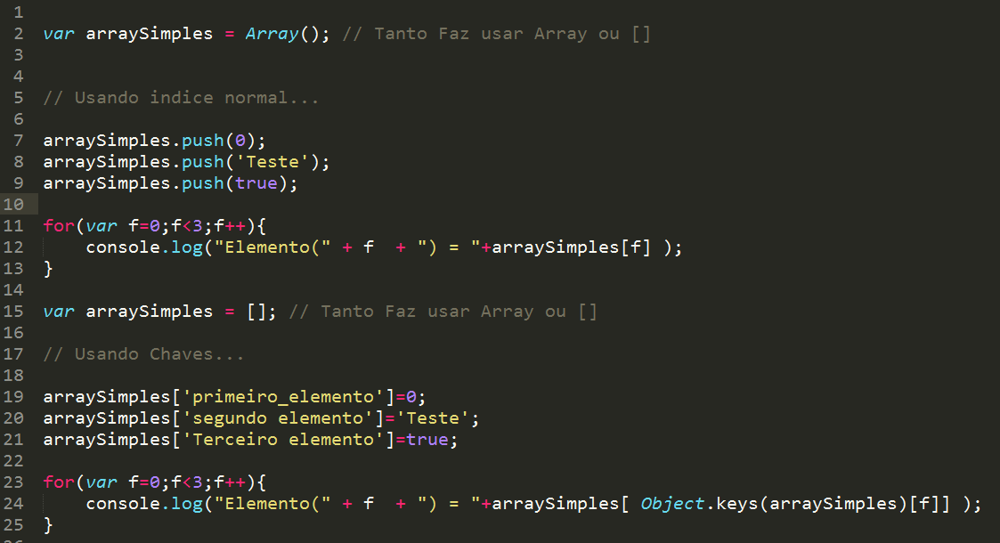 1
2 var arraySimples = Array(); // Tanto Faz usar Array ou []
3
4
5 // Usando indice normal...
6
7 arraySimples.push(0);
8 arraySimples.push('Teste');
9 arraySimples.push(true);
10
11 for(var f=0;f<3;f++){
12     console.log("Elemento(" + f  + ") = "+arraySimples[f] );
13 }
14
15 var arraySimples = []; // Tanto Faz usar Array ou []
16
17 // Usando Chaves...
18
19 arraySimples['primeiro_elemento']=0;
20 arraySimples['segundo elemento']='Teste';
21 arraySimples['Terceiro elemento']=true;
22
23 for(var f=0;f<3;f++){
24     console.log("Elemento(" + f  + ") = "+arraySimples[ Object.keys(arraySimples)[f]] );
25 }